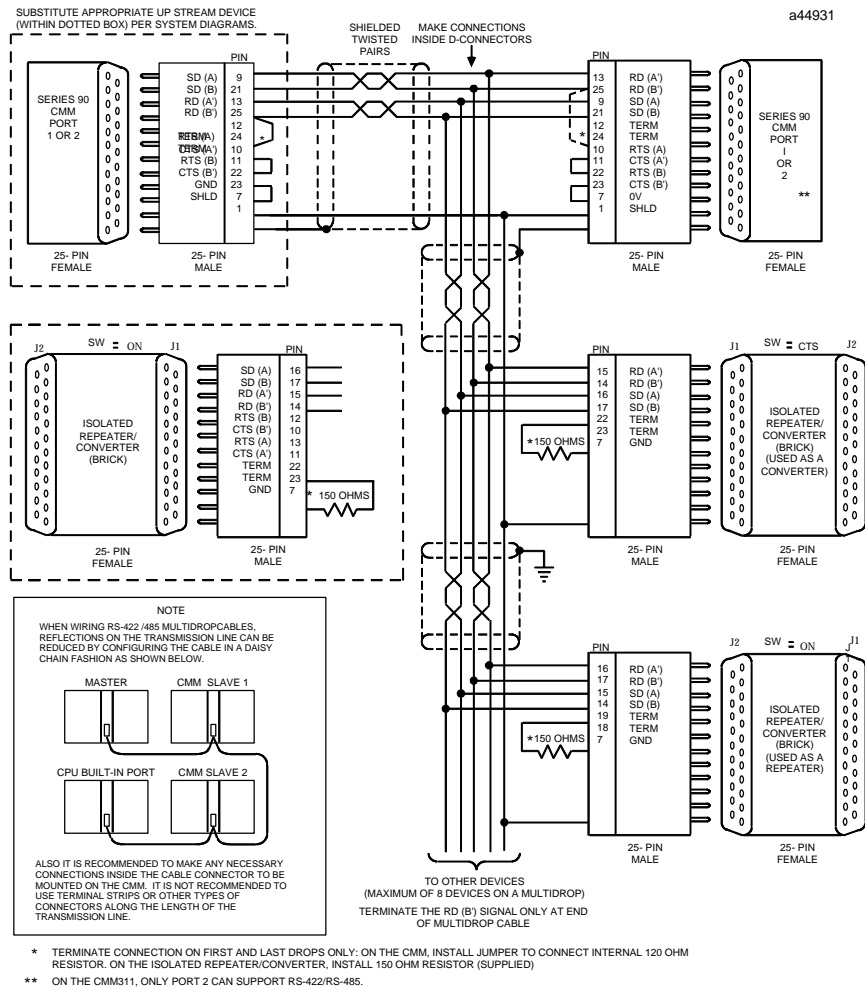 SUBSTITUTE APPROPRIATE UP STREAM DEVICE
(WITHIN DOTTED BOX) PER SYSTEM DIAGRAMS.
a44931
SHIELDED
TWISTED
PAIRS
MAKE CONNECTIONS
INSIDE D-CONNECTORS
PIN
SERIES 90
CMM
PORT
1 OR 2
SD (A) 9
SD (B) 21
RD (A') 13
RD (B') 25
12
TERM
24
CTS (A') 10
RTS (B) 11
CTS (B') 22
GND 23
SHLD 7
1
*
25- PIN
FEMALE
25- PIN
MALE
PIN
13 RD (A')
25 RD (B')
9 SD (A)
21 SD (B)
12 TERM
24 TERM
10 RTS (A)
11 CTS (A')
22 RTS (B)
23 CTS (B')
7 0V
1 SHLD
*
SERIES 90
CMM
PORT
I
OR
2
**
25- PIN
MALE
25- PIN
FEMALE
J2
SW = ON
J1
PIN
ISOLATED
REPEATER/
CONVERTER
(BRICK)
SD (A) 16
SD (B) 17
RD (A') 15
RD (B') 14
RTS (B) 12
CTS (B') 10
RTS (A) 13
CTS (A') 11
TERM 22
TERM 23
GND 7
* 150 OHMS
25- PIN
FEMALE
25- PIN
MALE
PIN
15 RD (A')
14 RD (B')
16 SD (A)
17 SD (B)
22 TERM
23 TERM
7 GND
*150 OHMS
J1
SW = CTS
J2
ISOLATED
REPEATER/
CONVERTER
(BRICK)
(USED AS A
CONVERTER)
25- PIN
MALE
25- PIN
FEMALE
NOTE
WHEN WIRING RS-422 /485 MULTIDROPCABLES,
REFLECTIONS ON THE TRANSMISSION LINE CAN BE
REDUCED BY CONFIGURING THE CABLE IN A DAISY
CHAIN FASHION AS SHOWN BELOW.
MASTER
CMM SLAVE 1
CPU BUILT-IN PORT
CMM SLAVE 2
ALSO IT IS RECOMMENDED TO MAKE ANY NECESSARY
CONNECTIONS INSIDE THE CABLE CONNECTOR TO BE
MOUNTED ON THE CMM. IT IS NOT RECOMMENDED TO
USE TERMINAL STRIPS OR OTHER TYPES OF
CONNECTORS ALONG THE LENGTH OF THE
TRANSMISSION LINE.
PIN
16 RD (A')
17 RD (B')
15 SD (A)
14 SD (B)
19 TERM
18 TERM
7 GND
*150 OHMS
J2
SW = ON
J1
ISOLATED
REPEATER/
CONVERTER
(BRICK)
(USED AS A
REPEATER)
25- PIN
MALE
25- PIN
FEMALE
TO OTHER DEVICES
(MAXIMUM OF 8 DEVICES ON A MULTIDROP)
TERMINATE THE RD (B') SIGNAL ONLY AT END
OF MULTIDROP CABLE
* TERMINATE CONNECTION ON FIRST AND LAST DROPS ONLY: ON THE CMM, INSTALL JUMPER TO CONNECT INTERNAL 120 OHM
RESISTOR. ON THE ISOLATED REPEATER/CONVERTER, INSTALL 150 OHM RESISTOR (SUPPLIED)
** ON THE CMM311, ONLY PORT 2 CAN SUPPORT RS-422/RS-485.